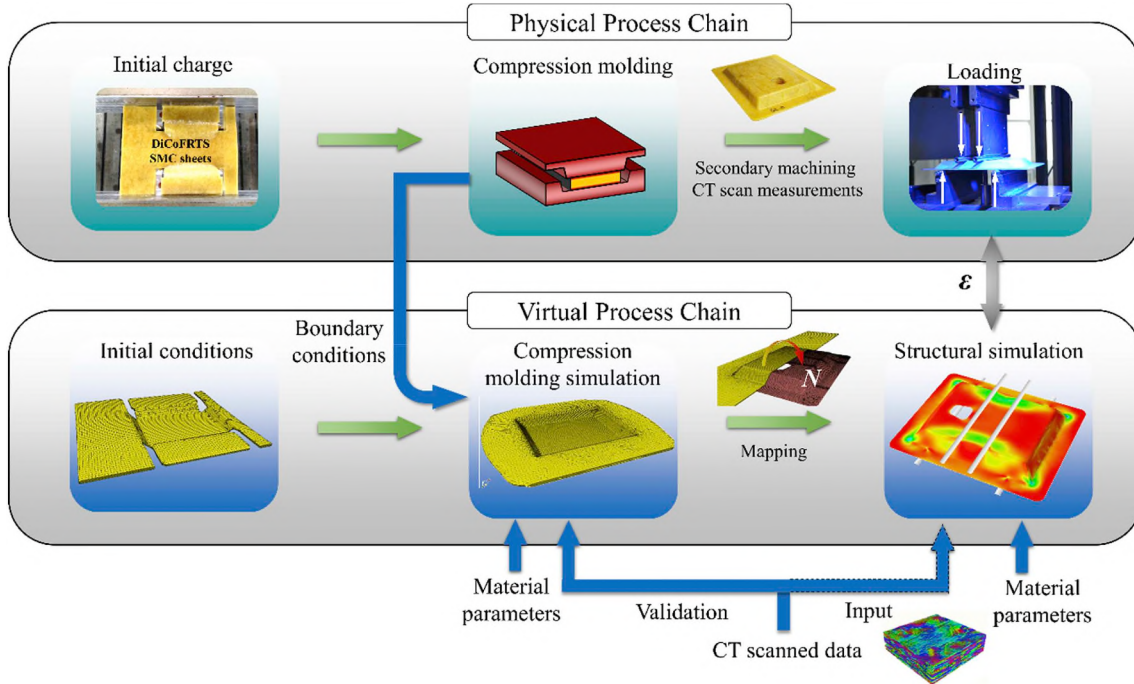 Physical Process Chain
Initial charge
DiCoFRTS
SMC sheets
Compression molding
Secondary machining
CT scan measurements
Loading
ε
Virtual Process Chain
Boundary
conditions
Initial conditions
Compression
molding simulation
N
Mapping
Structural simulation
Material
parameters
Validation
Input
Material
parameters
CT scanned data